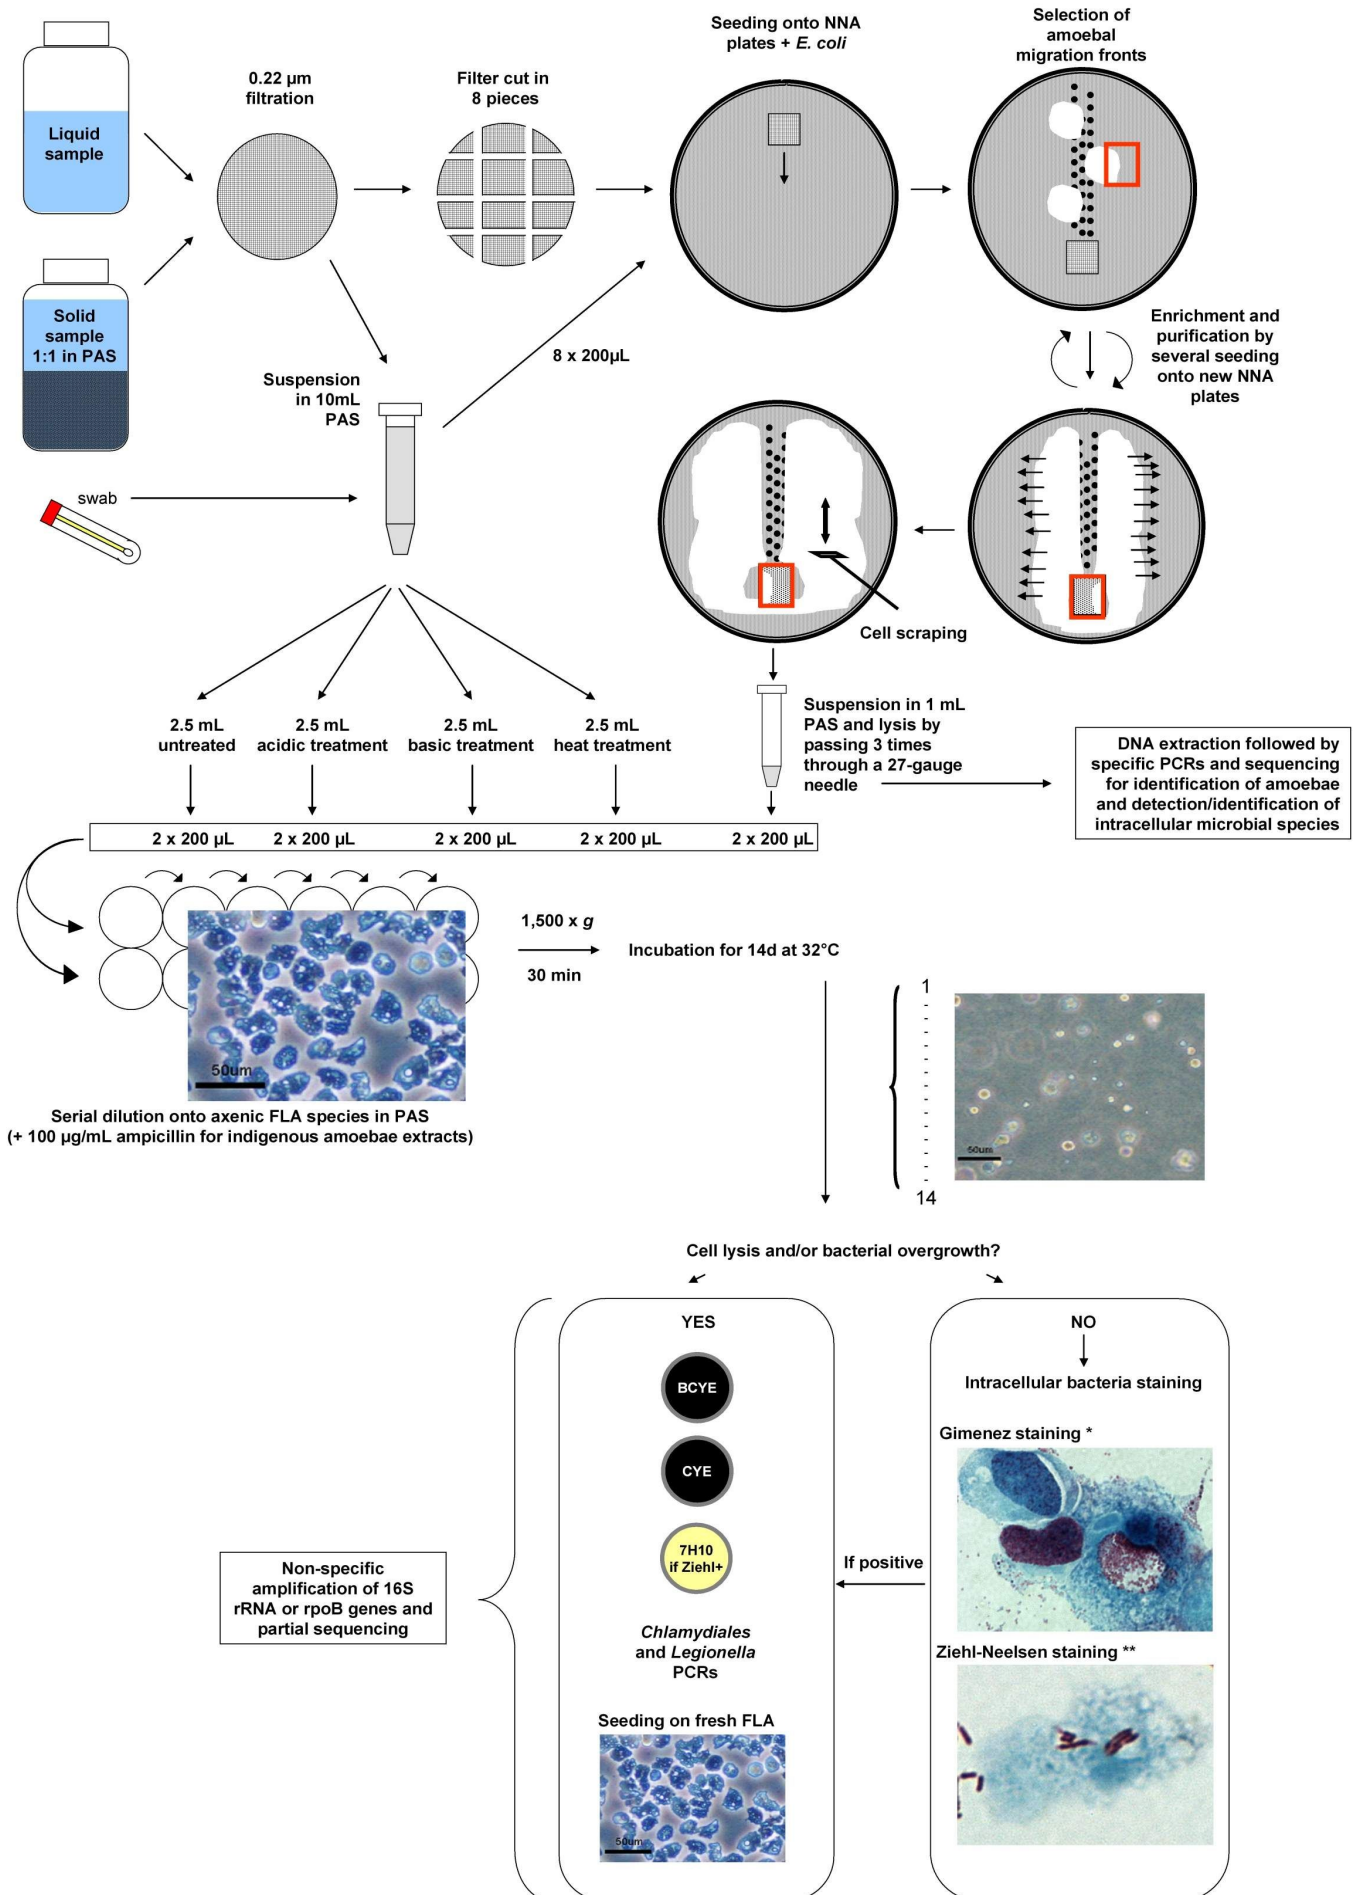 Liquid
sample
0.22 µm
filtration
Filter cut in
8 pieces
Seeding onto NNA
plates + E. coli
Selection of
amoebal
migration fronts
Solid
sample
1:1 in PAS
Suspension
in 10mL
PAS
8 x 200µL
Enrichment and
purification by
several seeding
onto new NNA
plates
swab
Cell scraping
2.5 mL
untreated
2.5 mL
acidic treatment
2.5 mL
basic treatment
2.5 mL
heat treatment
Suspension in 1 mL
PAS and lysis by
passing 3 times
through a 27-gauge
needle
DNA extraction followed by
specific PCRs and sequencing
for identification of amoebae
and detection/identification of
intracellular microbial species
2 x 200 µL
2 x 200 µL
2 x 200 µL
2 x 200 µL
2 x 200 µL
50um
1,500 x g
30 min
Incubation for 14d at 32°C
1
14
50um
Serial dilution onto axenic FLA species in PAS
(+ 100 µg/mL ampicillin for indigenous amoebae extracts)
Cell lysis and/or bacterial overgrowth?
YES
BCYE
CYE
7H10
if Ziehl+
Chlamydiales
and Legionella
PCRs
Seeding on fresh FLA
50um
NO
Intracellular bacteria staining
Gimenez staining *
If positive
Ziehl-Neelsen staining **
Non-specific
amplification of 16S
rRNA or rpoB genes and
partial sequencing